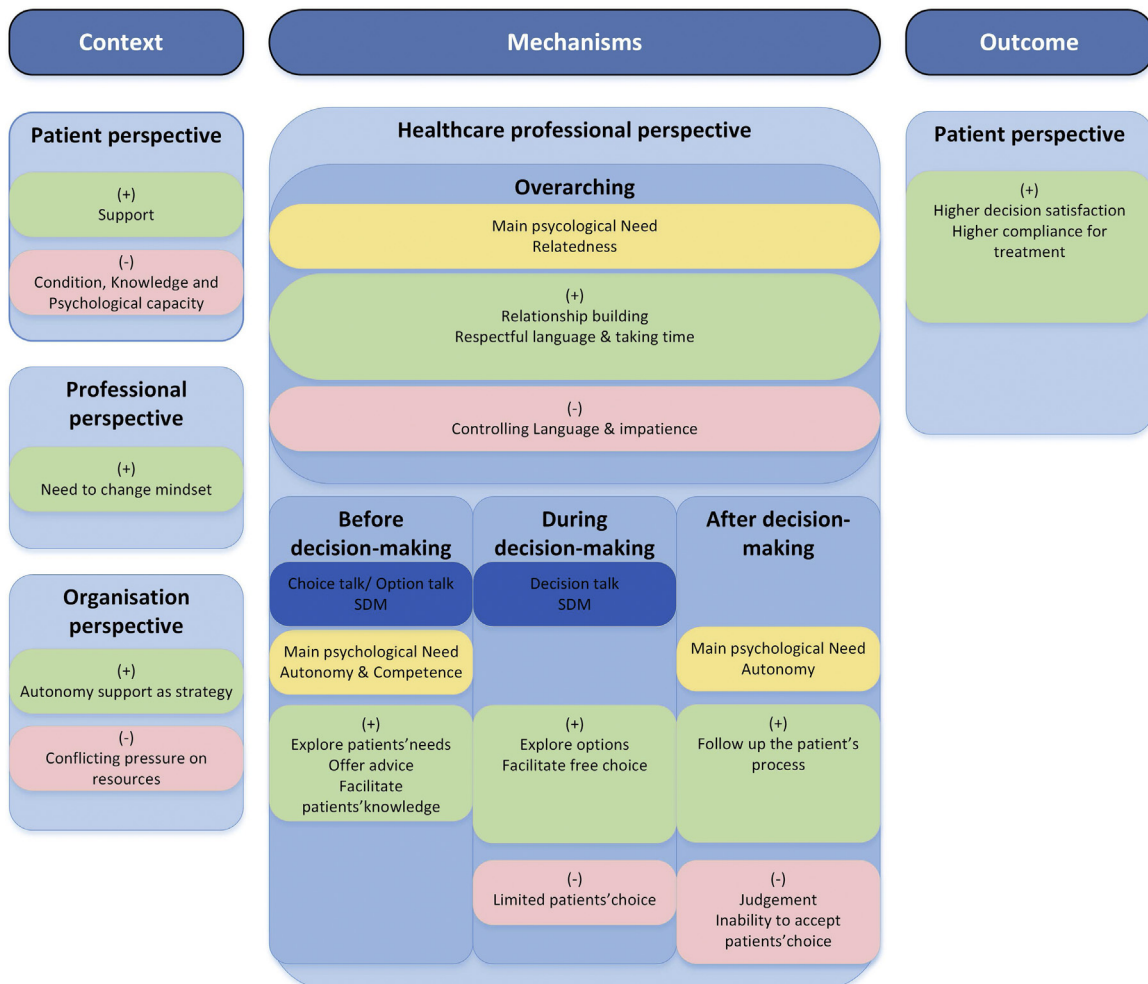 Context
Mechanisms
Outcome
Patient perspective
(+)
Support
(-)
Condition, Knowledge and
Psychological capacity
Professional
perspective
(+)
Need to change mindset
Organisation
perspective
(+)
Autonomy support as strategy
(-)
Conflicting pressure on
resources
Healthcare professional perspective
Overarching
Main psycological Need
Relatedness
(+)
Relationship building
Respectful language & taking time
(-)
Controlling Language & impatience
Before
decision-making
Choice talk/ Option talk
SDM
Main psychological Need
Autonomy & Competence
(+)
Explore patients'needs
Offer advice
Facilitate
patients'knowledge
During
decision-making
Decision talk
SDM
(+)
Explore options
Facilitate free choice
(-)
Limited patients'choice
After decision-
making
Main psychological Need
Autonomy
(+)
Follow up the patient's
process
(-)
Judgement
Inability to accept
patients'choice
Patient perspective
(+)
Higher decision satisfaction
Higher compliance for
treatment